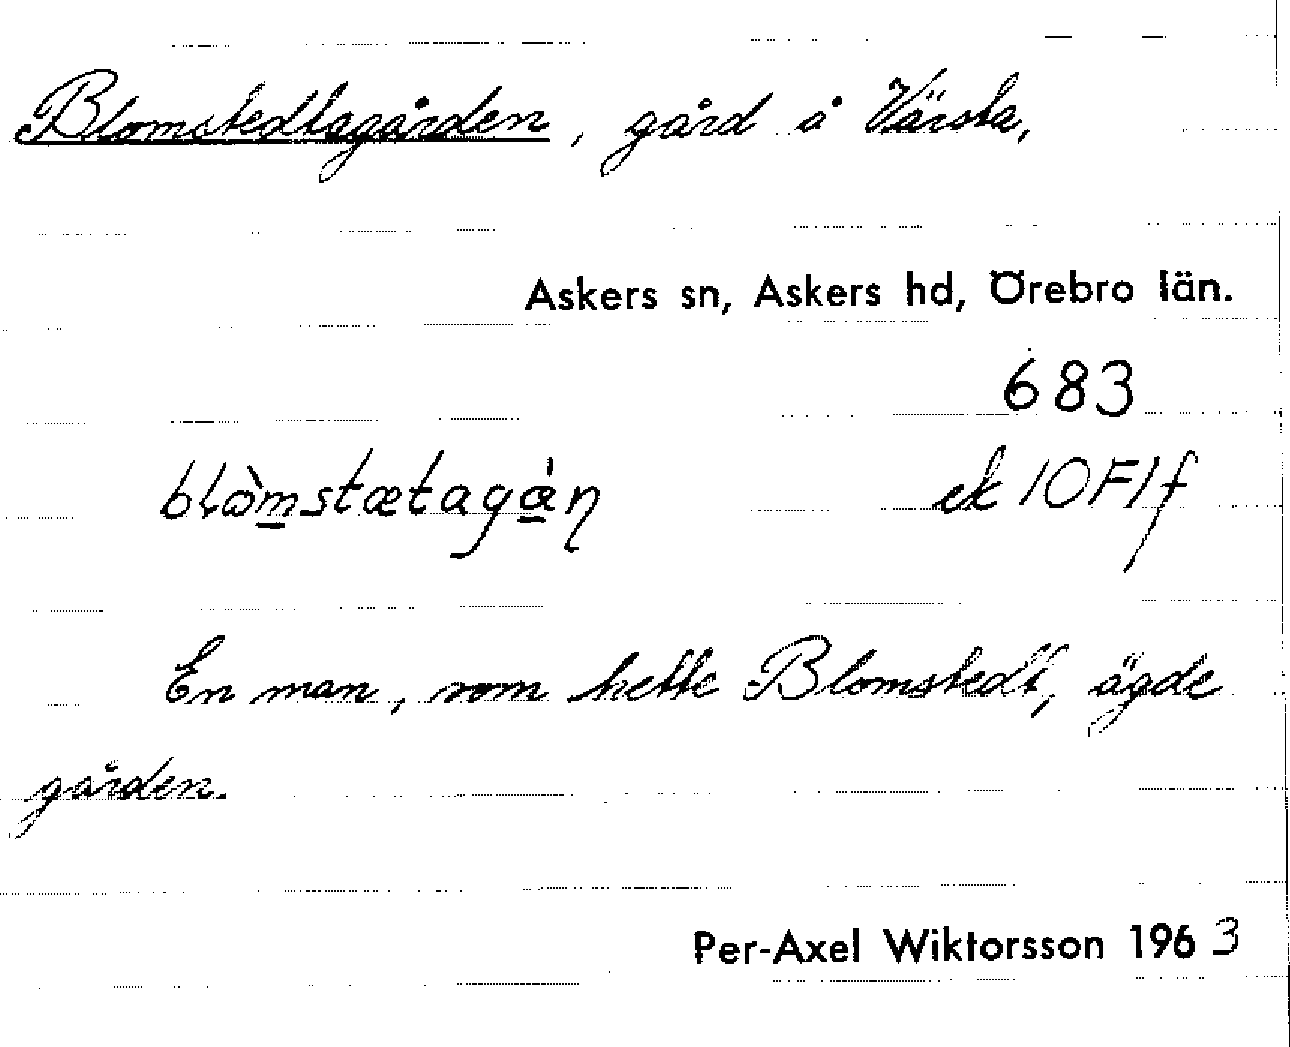 Blomstedtagården, gård å Värsta,
Askers sn, Askers hd, Örebro län.
683
blòmstætagàṇ ek 10F1f
En man, som hette Blomstedt, ägde
gården.
Per-Axel Wiktorsson 1963